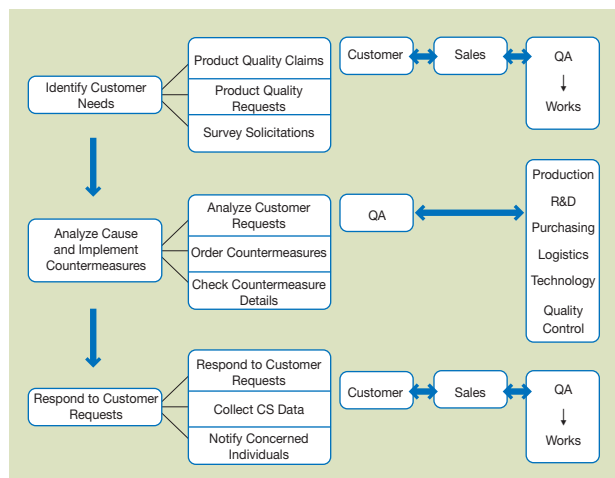 Identify Customer
Needs
Product Quality Claims
Product Quality
Requests
Survey Solicitations
Customer
Sales
QA
Works
Analyze Cause
and Implement
Countermeasures
Analyze Customer
Requests
Order Countermeasures
Check Countermeasure
Details
QA
Production
R&D
Purchasing
Logistics
Technology
Quality
Control
Respond to Customer
Requests
Respond to Customer
Requests
Collect CS Data
Notify Concerned
Individuals
Customer
Sales
QA
Works